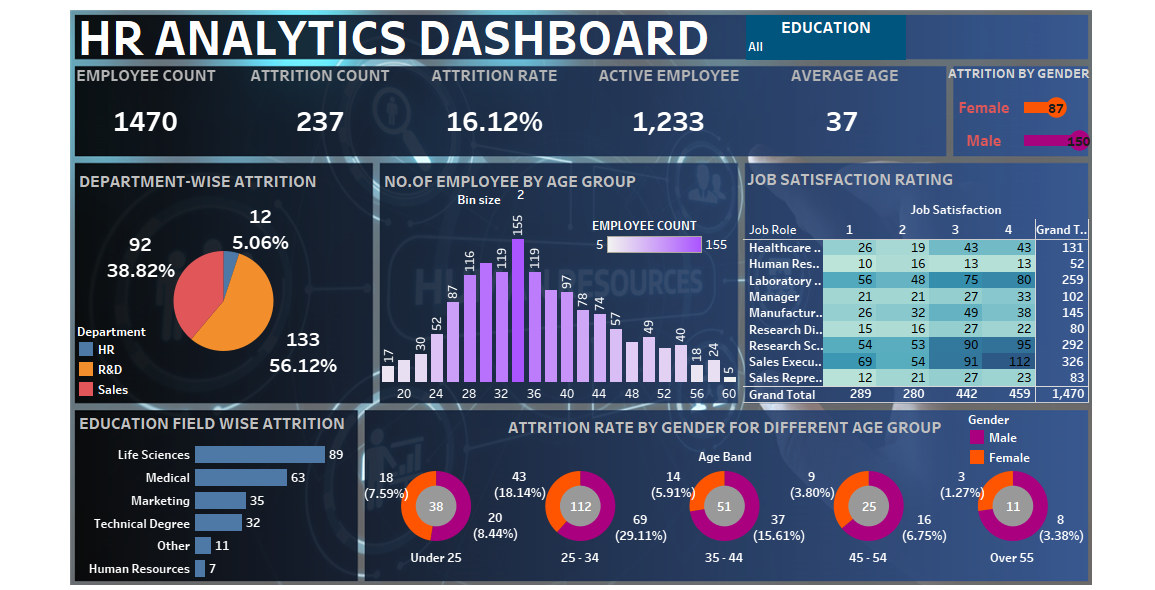 HR ANALYTICS DASHBOARD
EDUCATION
All
EMPLOYEE COUNT
1470
ATTRITION COUNT
237
ATTRITION RATE
16.12%
ACTIVE EMPLOYEE
1,233
AVERAGE AGE
37
ATTRITION BY GENDER
Female 87
Male 150
DEPARTMENT-WISE ATTRITION
12
5.06%
92
38.82%
133
56.12%
Department
HR
R&D
Sales
NO.OF EMPLOYEE BY AGE GROUP
Bin size 2
EMPLOYEE COUNT
5 155
17 30 52 87 116 119 155 119 97 78 74 57 49 40 18 24 5
20 24 28 32 36 40 44 48 52 56 60
JOB SATISFACTION RATING
Job Satisfaction
Job Role 1 2 3 4 Grand T..
Healthcare .. 26 19 43 43 131
Human Res.. 10 16 13 13 52
Laboratory .. 56 48 75 80 259
Manager 21 21 27 33 102
Manufactur.. 26 32 49 38 145
Research Di.. 15 16 27 22 80
Research Sc.. 54 53 90 95 292
Sales Execu.. 69 54 91 112 326
Sales Repre.. 12 21 27 23 83
Grand Total 289 280 442 459 1,470
EDUCATION FIELD WISE ATTRITION
Life Sciences 89
Medical 63
Marketing 35
Technical Degree 32
Other 11
Human Resources 7
ATTRITION RATE BY GENDER FOR DIFFERENT AGE GROUP
Gender
Male
Female
Age Band
18
(7.59%)
38
20
(8.44%)
Under 25
43
(18.14%)
112
69
(29.11%)
25 - 34
14
(5.91%)
51
37
(15.61%)
35 - 44
9
(3.80%)
25
16
(6.75%)
45 - 54
3
(1.27%)
11
8
(3.38%)
Over 55